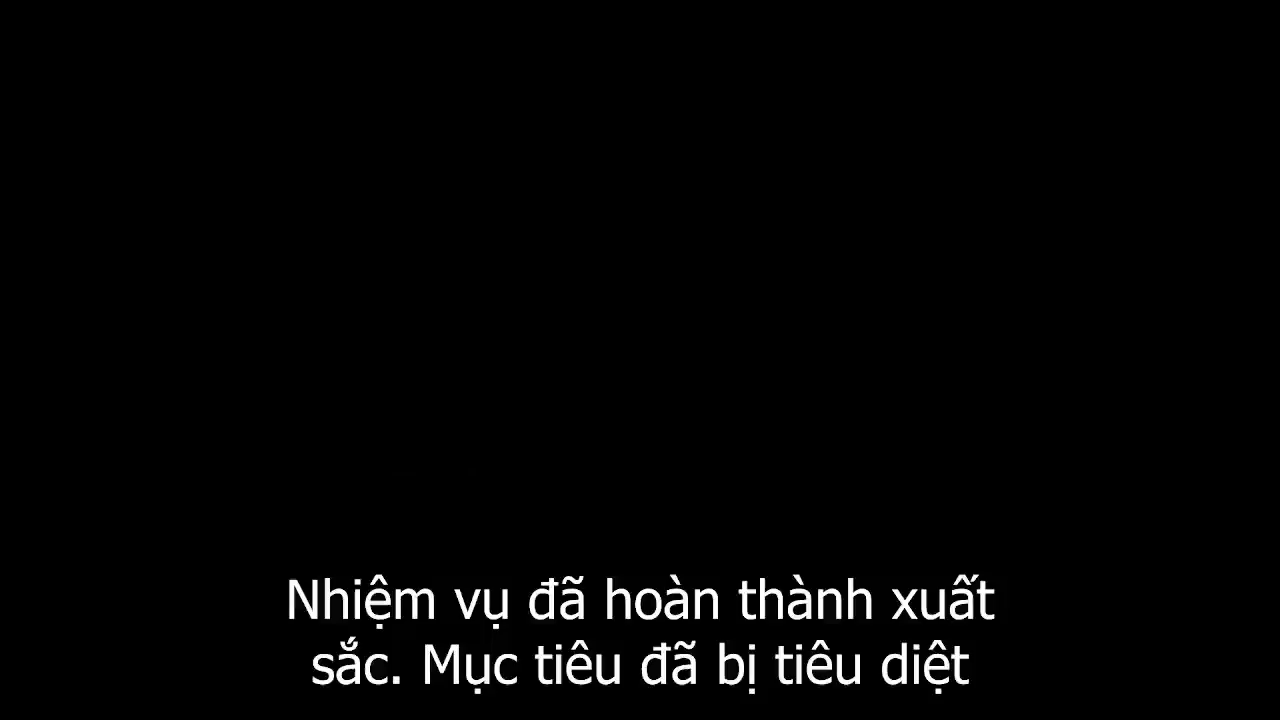 Nhiệm vụ đã hoàn thành xuất
sắc. Mục tiêu đã bị tiêu diệt